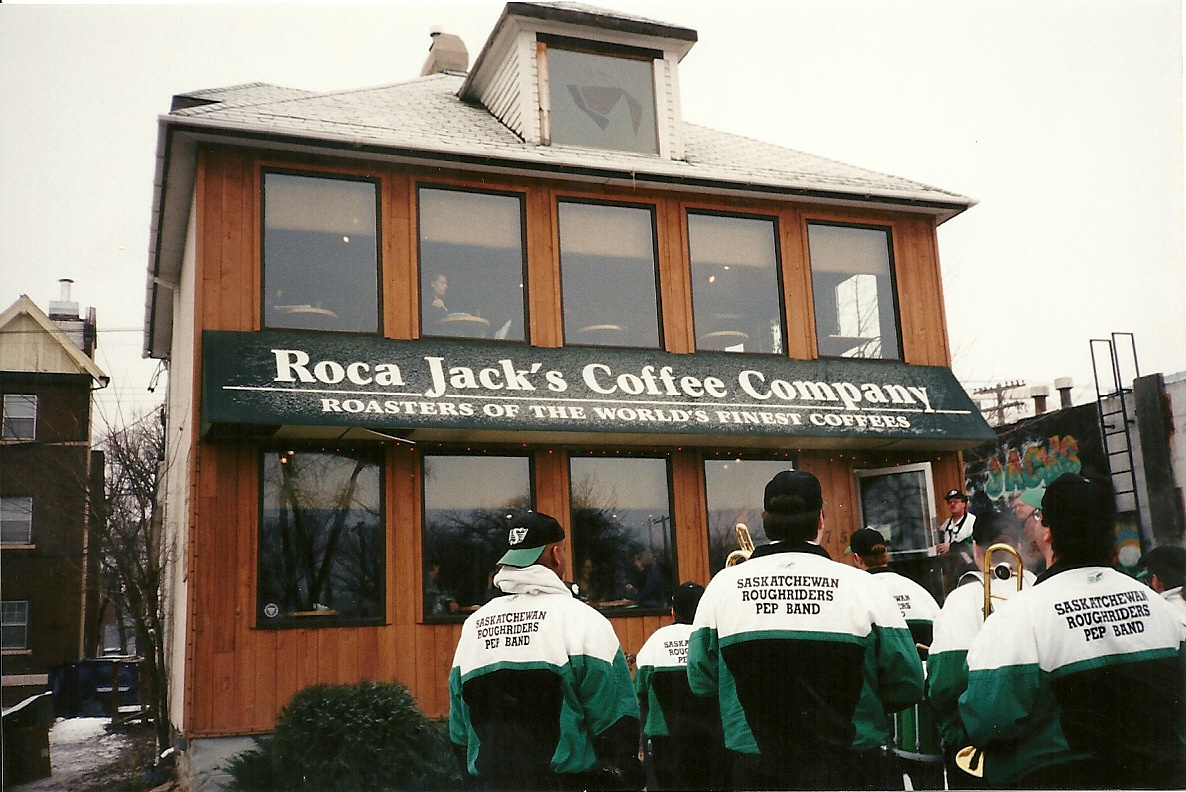 Roca Jack's Coffee Company
ROASTERS OF THE WORLD'S FINEST COFFEES
JACK'S
SASKATCHEWAN
ROUGHRIDERS
PEP BAND
SASKATCHEWAN
ROUGHRIDERS
PEP BAND
SASKATCHEWAN
ROUGHRIDERS
PEP BAND